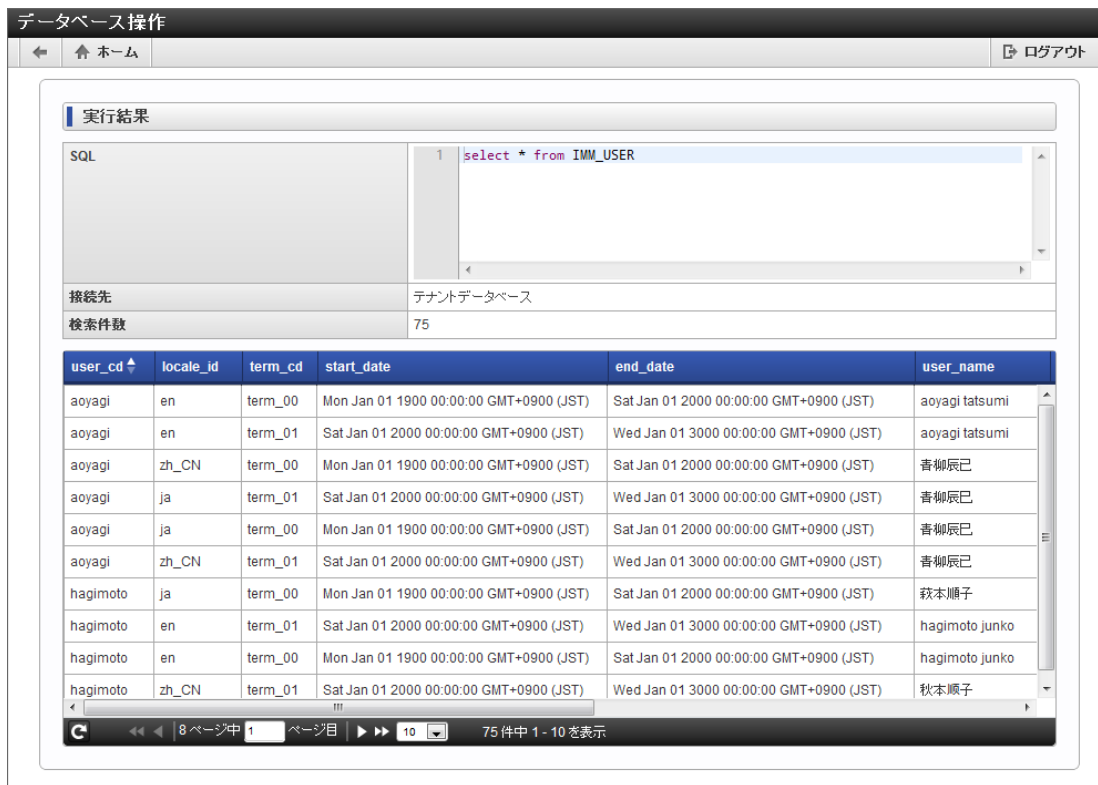 データベース操作
ホーム ログアウト
実行結果
SQL 1 select * from IMM_USER
接続先 テナントデータベース
検索件数 75
user_cd locale_id term_cd start_date end_date user_name
aoyagi en term_00 Mon Jan 01 1900 00:00:00 GMT+0900 (JST) Sat Jan 01 2000 00:00:00 GMT+0900 (JST) aoyagi tatsumi
aoyagi en term_01 Sat Jan 01 2000 00:00:00 GMT+0900 (JST) Wed Jan 01 3000 00:00:00 GMT+0900 (JST) aoyagi tatsumi
aoyagi zh_CN term_00 Mon Jan 01 1900 00:00:00 GMT+0900 (JST) Sat Jan 01 2000 00:00:00 GMT+0900 (JST) 青柳辰巳
aoyagi ja term_01 Sat Jan 01 2000 00:00:00 GMT+0900 (JST) Wed Jan 01 3000 00:00:00 GMT+0900 (JST) 青柳辰巳
aoyagi ja term_00 Mon Jan 01 1900 00:00:00 GMT+0900 (JST) Sat Jan 01 2000 00:00:00 GMT+0900 (JST) 青柳辰巳
aoyagi zh_CN term_01 Sat Jan 01 2000 00:00:00 GMT+0900 (JST) Wed Jan 01 3000 00:00:00 GMT+0900 (JST) 青柳辰巳
hagimoto ja term_00 Mon Jan 01 1900 00:00:00 GMT+0900 (JST) Sat Jan 01 2000 00:00:00 GMT+0900 (JST) 萩本順子
hagimoto en term_01 Sat Jan 01 2000 00:00:00 GMT+0900 (JST) Wed Jan 01 3000 00:00:00 GMT+0900 (JST) hagimoto junko
hagimoto en term_00 Mon Jan 01 1900 00:00:00 GMT+0900 (JST) Sat Jan 01 2000 00:00:00 GMT+0900 (JST) hagimoto junko
hagimoto zh_CN term_01 Sat Jan 01 2000 00:00:00 GMT+0900 (JST) Wed Jan 01 3000 00:00:00 GMT+0900 (JST) 秋本顺子
8 ページ中 1 ページ目 10 75 件中 1 - 10 を表示